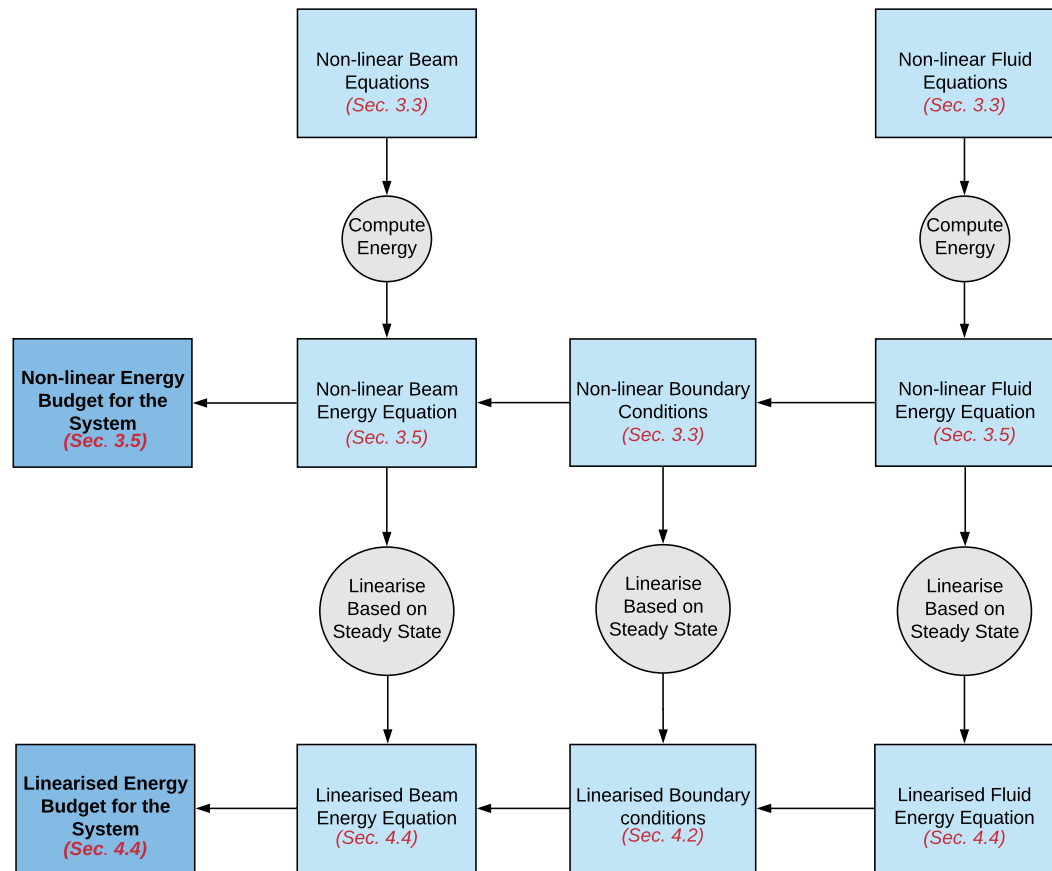 Non-linear Beam
Equations
(Sec. 3.3)
Non-linear Fluid
Equations
(Sec. 3.3)
Compute
Energy
Compute
Energy
Non-linear Energy
Budget for the
System
(Sec. 3.5)
Non-linear Beam
Energy Equation
(Sec. 3.5)
Non-linear Boundary
Conditions
(Sec. 3.3)
Non-linear Fluid
Energy Equation
(Sec. 3.5)
Linearise
Based on
Steady State
Linearise
Based on
Steady State
Linearise
Based on
Steady State
Linearised Energy
Budget for the
System
(Sec. 4.4)
Linearised Beam
Energy Equation
(Sec. 4.4)
Linearised Boundary
conditions
(Sec. 4.2)
Linearised Fluid
Energy Equation
(Sec. 4.4)